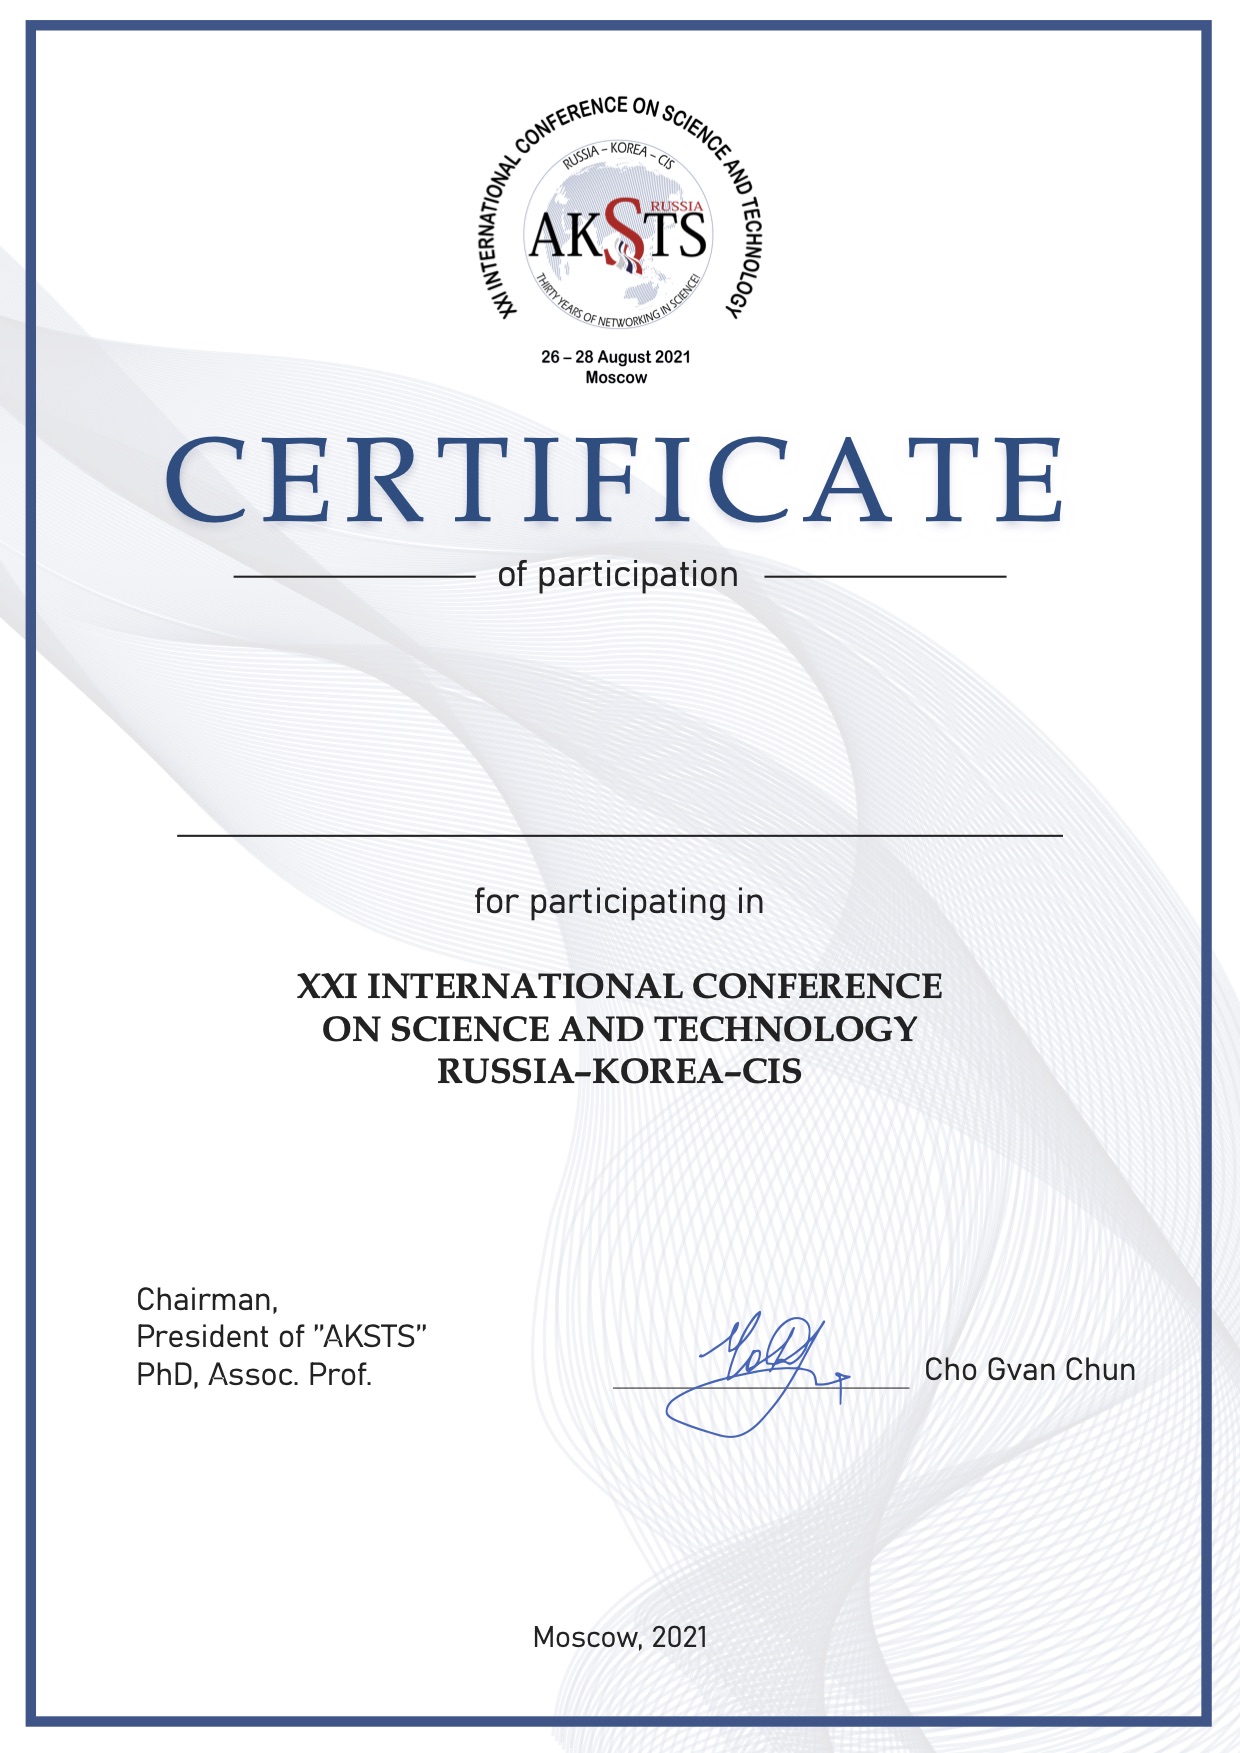 XXI INTERNATIONAL CONFERENCE ON SCIENCE AND TECHNOLOGY
RUSSIA – KOREA – CIS
RUSSIA
AKSTS
THIRTY YEARS OF NETWORKING IN SCIENCE!
26 – 28 August 2021
Moscow
CERTIFICATE
of participation
for participating in
XXI INTERNATIONAL CONFERENCE
ON SCIENCE AND TECHNOLOGY
RUSSIA–KOREA–CIS
Chairman,
President of ”AKSTS”
PhD, Assoc. Prof.
Cho Gvan Chun
Moscow, 2021